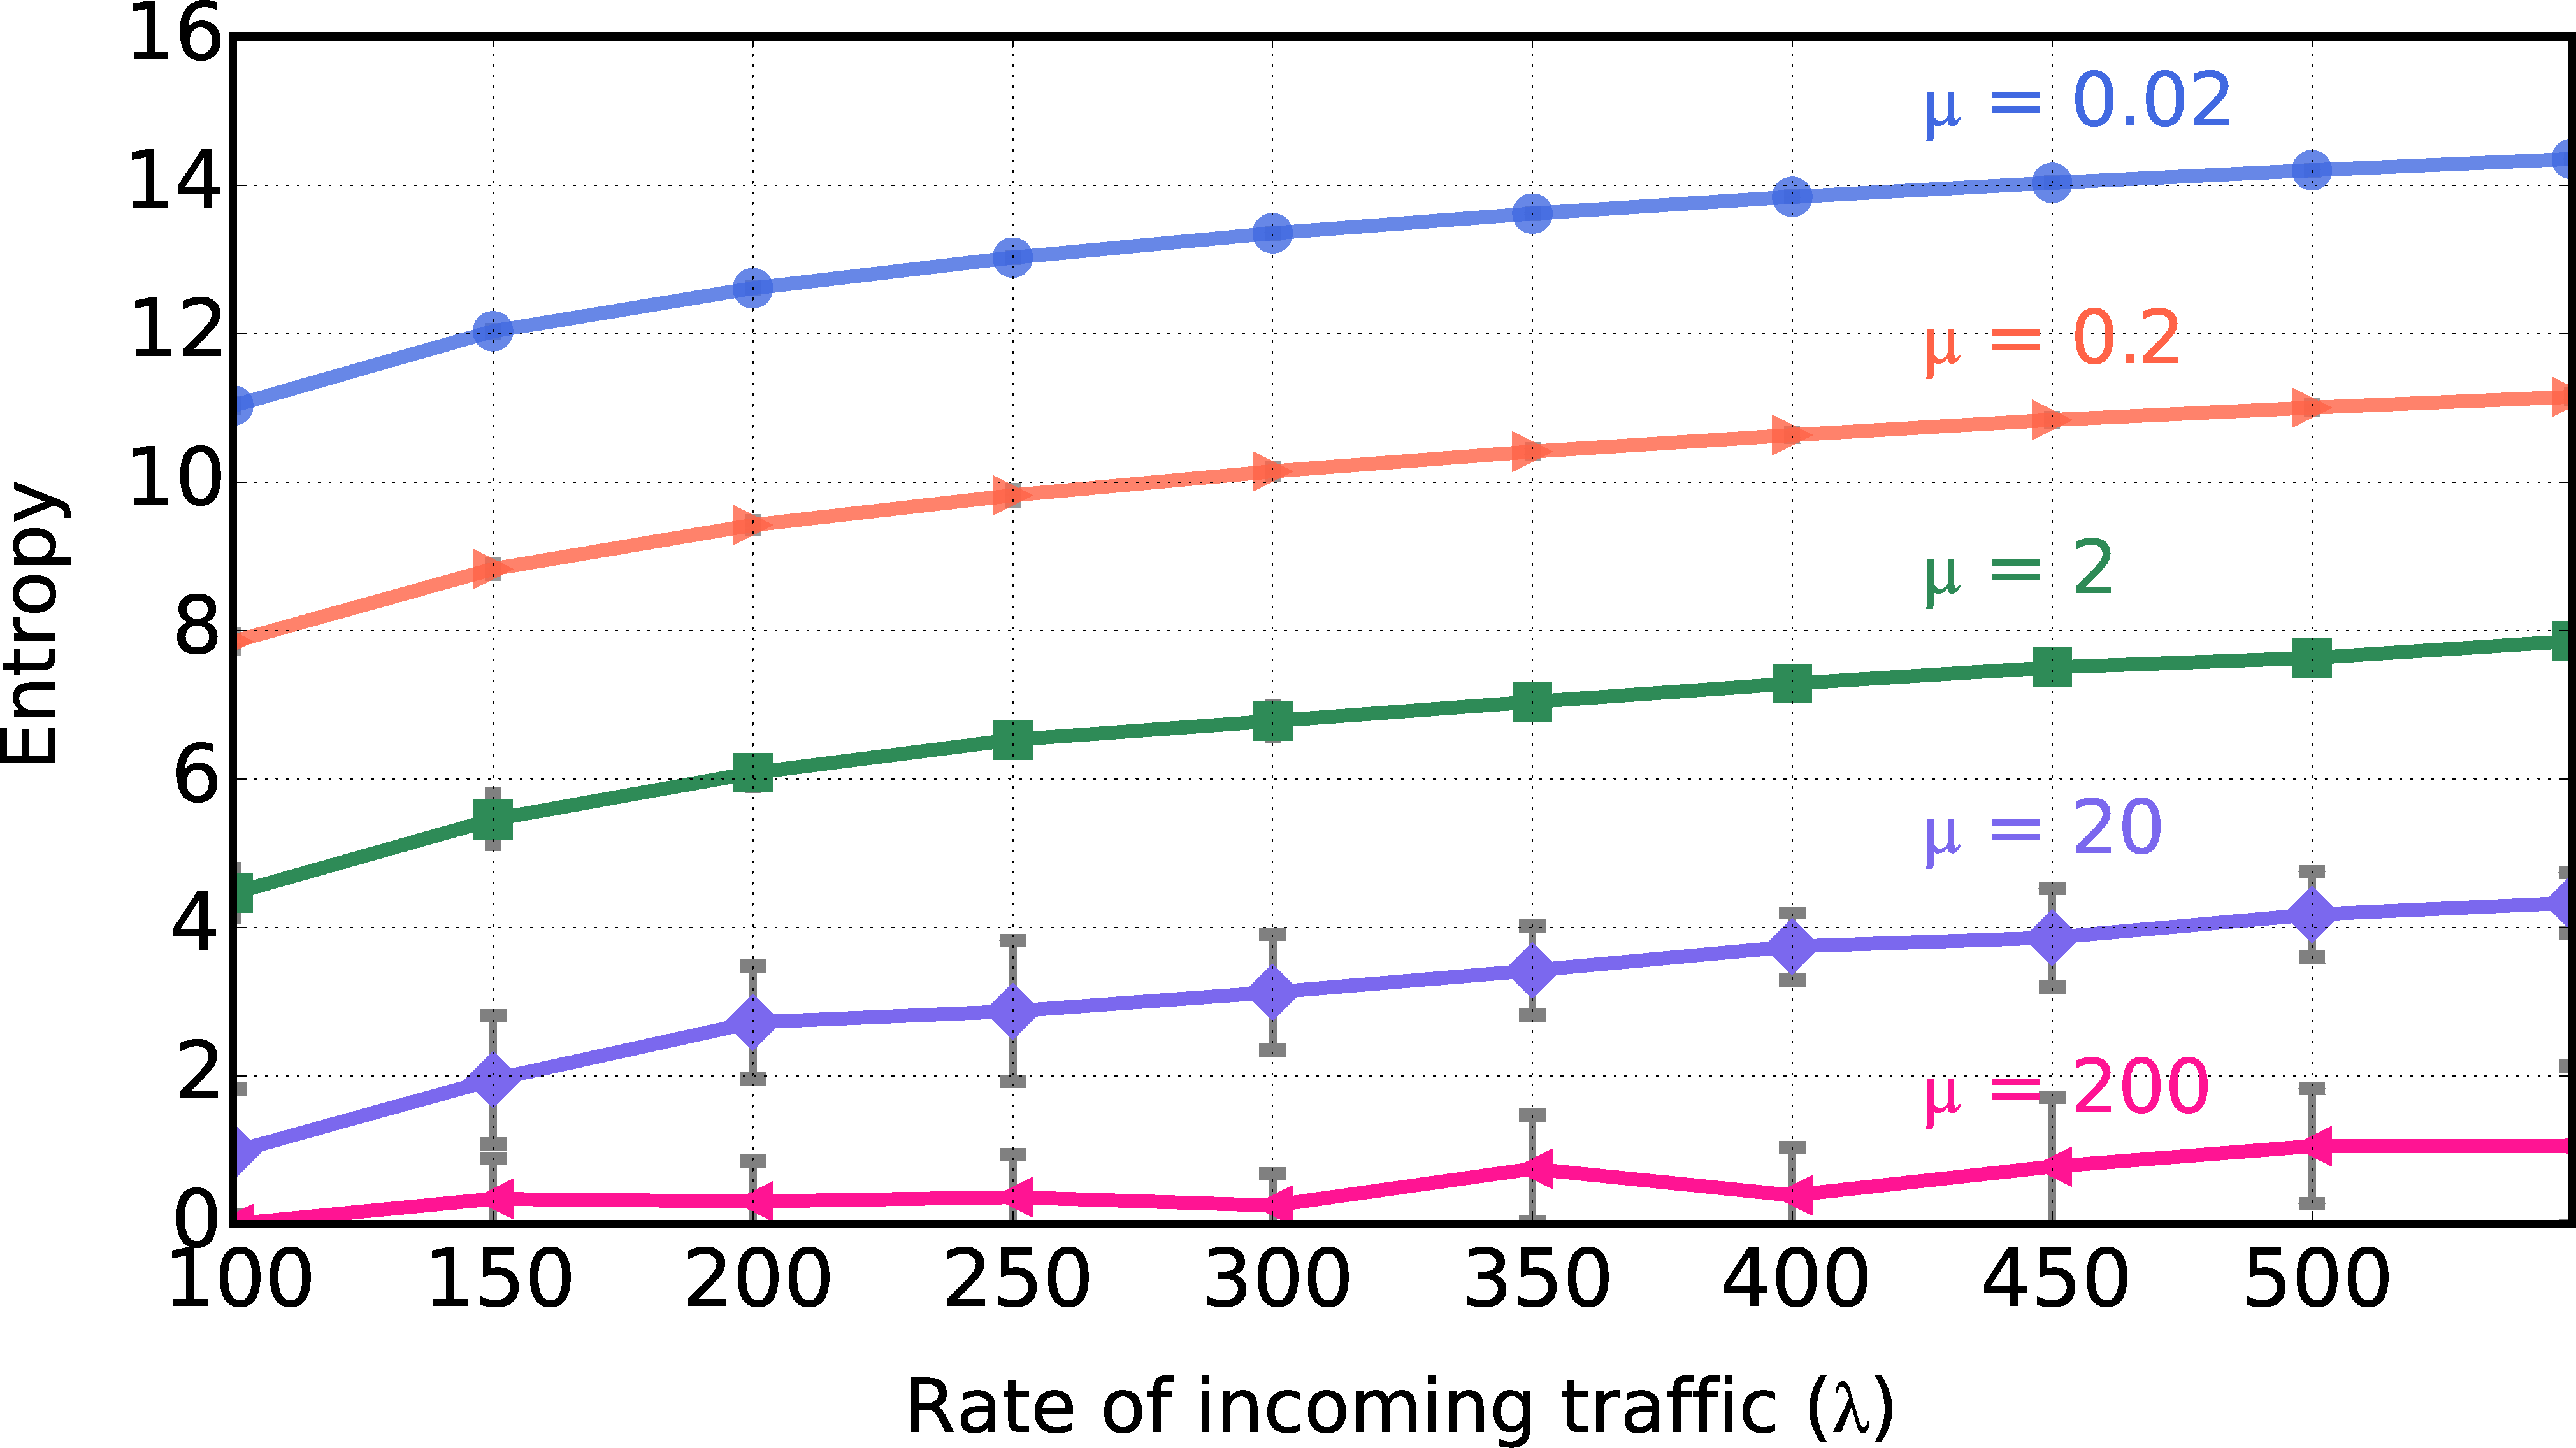 16
14
12
10
8
6
4
2
0
Entropy
μ = 0.02
μ = 0.2
μ = 2
μ = 20
μ = 200
100 150 200 250 300 350 400 450 500
Rate of incoming traffic (λ)